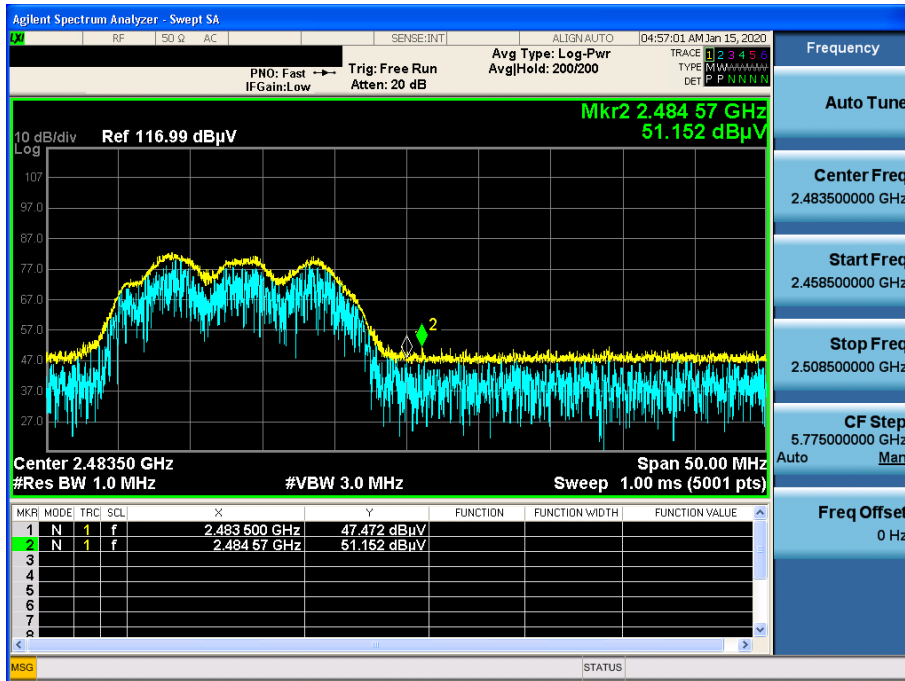 Agilent Spectrum Analyzer - Swept SA
LXI RF 50 Ω AC SENSE:INT ALIGN AUTO 04:57:01 AM Jan 15, 2020
Frequency
Avg Type: Log-Pwr TRACE 1 2 3 4 5 6
PNO: Fast Trig: Free Run Avg|Hold: 200/200 TYPE M W W W W W
IFGain:Low Atten: 20 dB DET P P N N N N
Mkr2 2.484 57 GHz
51.152 dBµV
10 dB/div Ref 116.99 dBµV
Log
107
97.0
87.0
77.0
67.0
57.0
47.0
37.0
27.0
2
Center 2.48350 GHz Span 50.00 MHz
#Res BW 1.0 MHz #VBW 3.0 MHz Sweep 1.00 ms (5001 pts)
MKR MODE TRC SCL X Y FUNCTION FUNCTION WIDTH FUNCTION VALUE
1 N 1 f 2.483 500 GHz 47.472 dBµV
2 N 1 f 2.484 57 GHz 51.152 dBµV
3
4
5
6
7
8
Auto Tune
Center Freq
2.483500000 GHz
Start Freq
2.458500000 GHz
Stop Freq
2.508500000 GHz
CF Step
5.775000000 GHz
Auto Man
Freq Offset
0 Hz
MSG STATUS